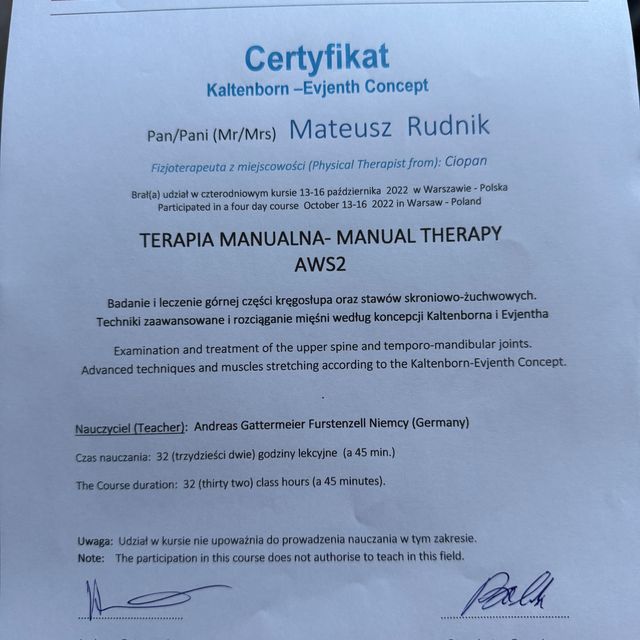 Certyfikat
Kaltenborn –Evjenth Concept
Pan/Pani (Mr/Mrs) Mateusz Rudnik
Fizjoterapeuta z miejscowości (Physical Therapist from): Ciopan
Brał(a) udział w czterodniowym kursie 13-16 października 2022 w Warszawie - Polska
Participated in a four day course October 13-16 2022 in Warsaw - Poland
TERAPIA MANUALNA- MANUAL THERAPY
AWS2
Badanie i leczenie górnej części kręgosłupa oraz stawów skroniowo-żuchwowych.
Techniki zaawansowane i rozciąganie mięśni według koncepcji Kaltenborna i Evjentha
Examination and treatment of the upper spine and temporo-mandibular joints.
Advanced techniques and muscles stretching according to the Kaltenborn-Evjenth Concept.
Nauczyciel (Teacher): Andreas Gattermeier Furstenzell Niemcy (Germany)
Czas nauczania: 32 (trzydzieści dwie) godziny lekcyjne (a 45 min.)
The Course duration: 32 (thirty two) class hours (a 45 minutes).
Uwaga: Udział w kursie nie upoważnia do prowadzenia nauczania w tym zakresie.
Note: The participation in this course does not authorise to teach in this field.